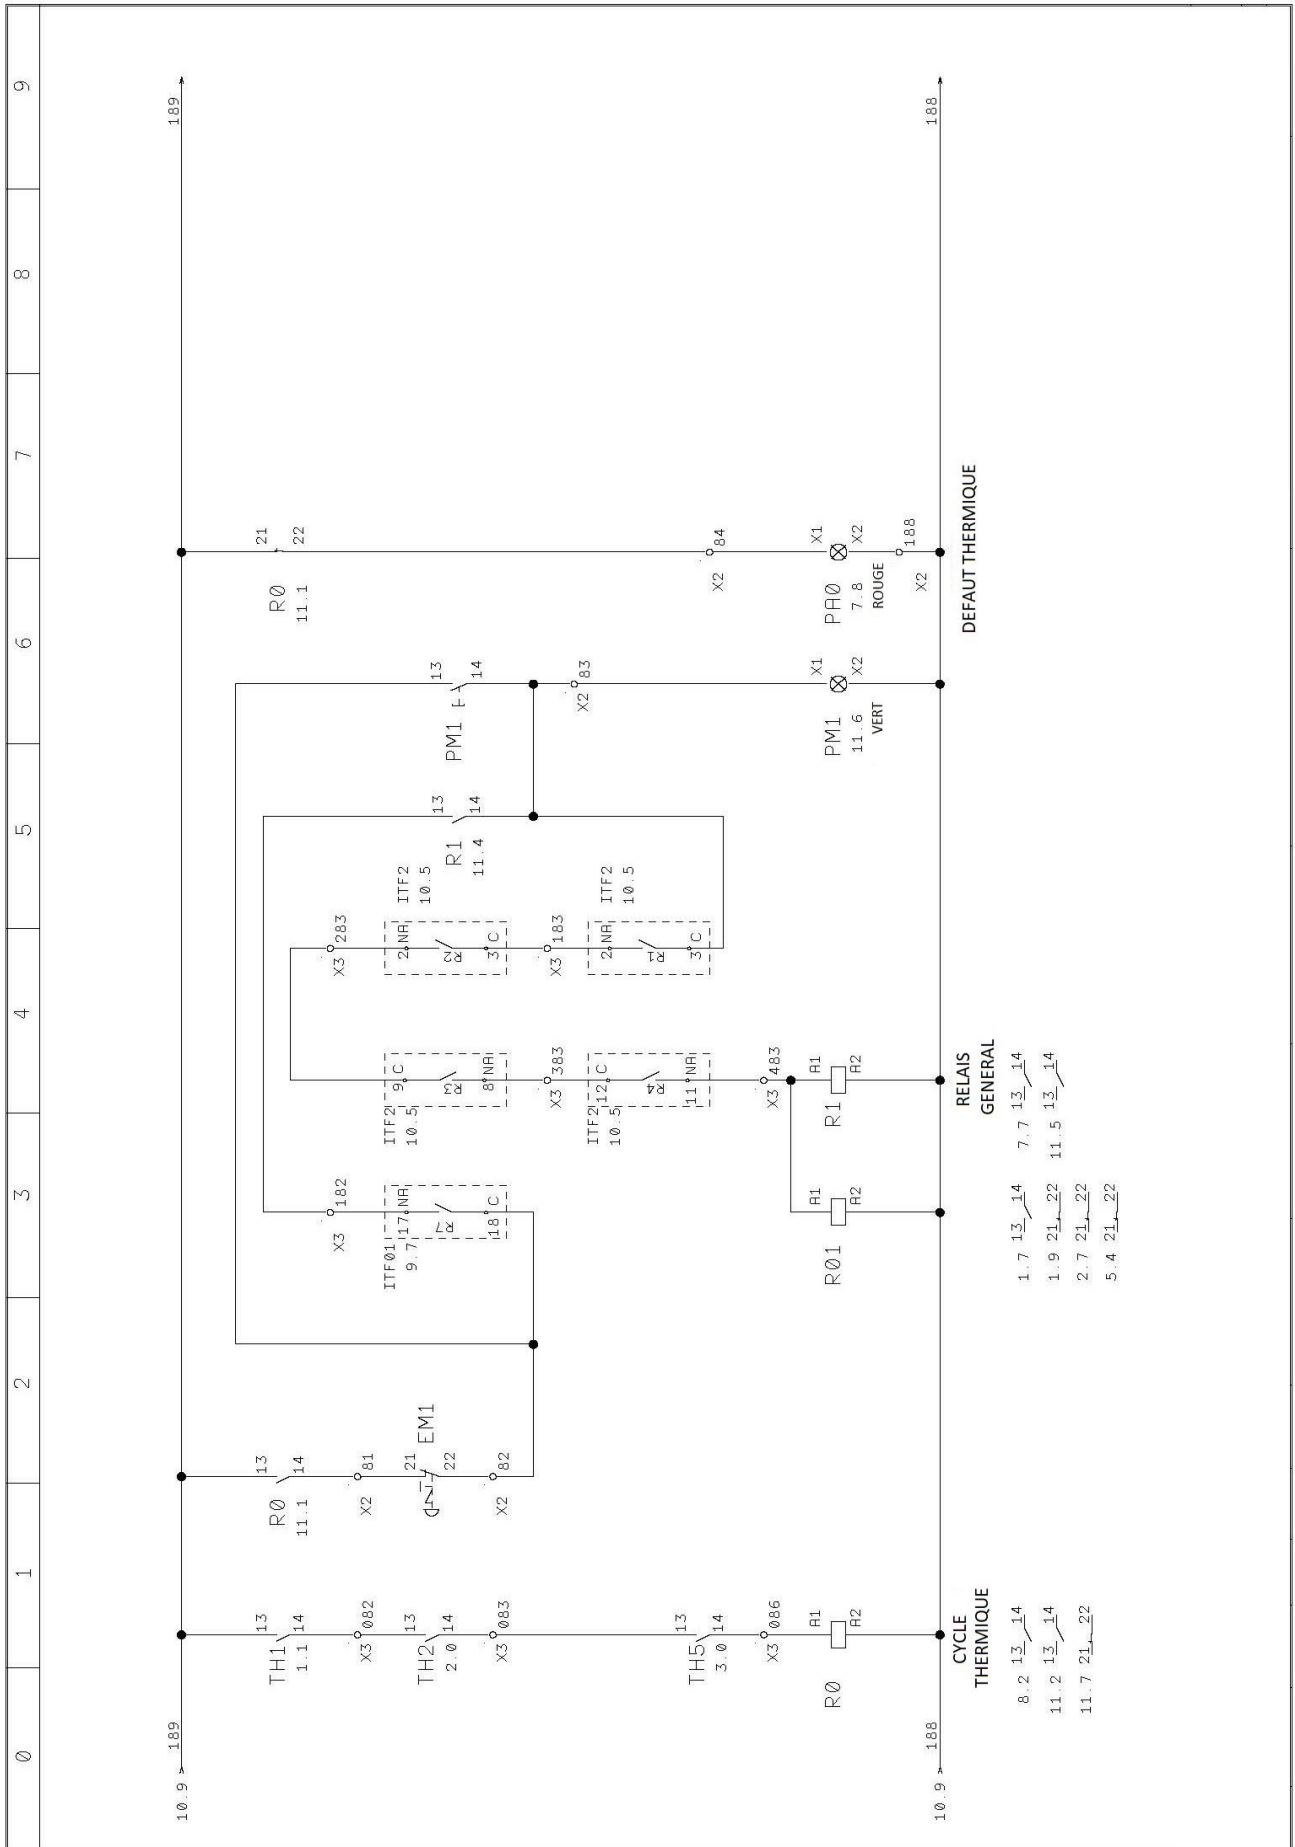 0 1 2 3 4 5 6 7 8 9
10.9 189 189
TH1
1.1
13
14
X3 082
TH2
2.0
13
14
X3 083
TH5
3.0
13
14
X3 086
R0
A1
A2
CYCLE
THERMIQUE
8.2 13 14
11.2 13 14
11.7 21 22
R0
11.1
13
14
X2 81
21
22
EM1
X2 82
X3 182
ITF01
9.7
17 NA
R7
18 C
R01
A1
A2
1.7 13 14
1.9 21 22
2.7 21 22
5.4 21 22
ITF2
10.5
9 C
R3
8 NA
X3 383
ITF2
10.5
12 C
R4
11 NA
X3 483
R1
A1
A2
RELAIS
GENERAL
7.7 13 14
11.5 13 14
X3 283
2 NA
R2
3 C
ITF2
10.5
X3 183
2 NA
R1
3 C
ITF2
10.5
R1
11.4
13
14
PM1
13
14
X2 83
PM1
11.6
VERT
X1
X2
R0
11.1
21
22
X2 84
PA0
7.8
ROUGE
X1
X2
X2 188
DEFAUT THERMIQUE
10.9 188 188